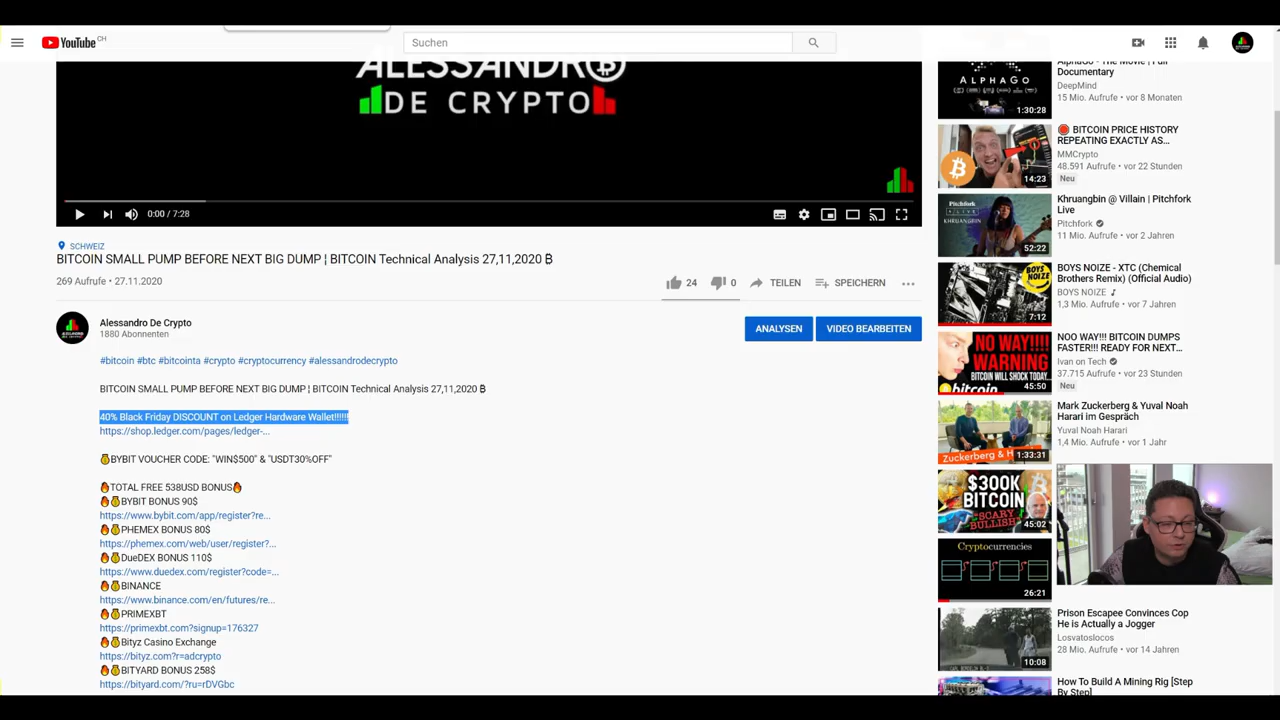 YouTube CH
Suchen
ALESSANDRO
DE CRYPTO
0:00 / 7:28
SCHWEIZ
BITCOIN SMALL PUMP BEFORE NEXT BIG DUMP ¦ BITCOIN Technical Analysis 27,11,2020 ₿
269 Aufrufe • 27.11.2020
24
0
TEILEN
SPEICHERN
Alessandro De Crypto
1880 Abonnenten
ANALYSEN
VIDEO BEARBEITEN
#bitcoin #btc #bitcointa #crypto #cryptocurrency #alessandrodecrypto
BITCOIN SMALL PUMP BEFORE NEXT BIG DUMP ¦ BITCOIN Technical Analysis 27,11,2020 ₿
40% Black Friday DISCOUNT on Ledger Hardware Wallet!!!!!!
https://shop.ledger.com/pages/ledger-...
💰BYBIT VOUCHER CODE: "WIN$500" & "USDT30%OFF"
🔥💰TOTAL FREE 538USD BONUS🔥
🔥💰BYBIT BONUS 90$
https://www.bybit.com/app/register?re...
🔥💰PHEMEX BONUS 80$
https://phemex.com/web/user/register?...
🔥💰DueDEX BONUS 110$
https://www.duedex.com/register?code=...
🔥💰BINANCE
https://www.binance.com/en/futures/re...
🔥💰PRIMEXBT
https://primexbt.com?signup=176327
🔥💰Bityz Casino Exchange
https://bityz.com?r=adcrypto
🔥💰BITYARD BONUS 258$
https://bityard.com/?ru=rDVGbc
ALPHAGO
1:30:28
AlphaGo - The Movie | Full
Documentary
DeepMind
15 Mio. Aufrufe • vor 8 Monaten
14:23
🔴 BITCOIN PRICE HISTORY
REPEATING EXACTLY AS...
MMCrypto
48.591 Aufrufe • vor 22 Stunden
Neu
Pitchfork
LIVE
KHRUANGBIN
52:22
Khruangbin @ Villain | Pitchfork
Live
Pitchfork
11 Mio. Aufrufe • vor 2 Jahren
BOYS
NOIZE
7:12
BOYS NOIZE - XTC (Chemical
Brothers Remix) (Official Audio)
BOYS NOIZE
1,3 Mio. Aufrufe • vor 7 Jahren
NO WAY!!!
WARNING
BITCOIN WILL SHOCK TODAY...
bitcoin
45:50
NOO WAY!!! BITCOIN DUMPS
FASTER!!! READY FOR NEXT...
Ivan on Tech
37.715 Aufrufe • vor 23 Stunden
Neu
Zuckerberg & H
1:33:31
Mark Zuckerberg & Yuval Noah
Harari im Gespräch
Yuval Noah Harari
1,4 Mio. Aufrufe • vor 1 Jahr
$300K
BITCOIN
SCARY
BULLISH
45:02
Cryptocurrencies
26:21
10:08
Prison Escapee Convinces Cop
He is Actually a Jogger
Losvatoslocos
28 Mio. Aufrufe • vor 14 Jahren
How To Build A Mining Rig [Step
By Step]